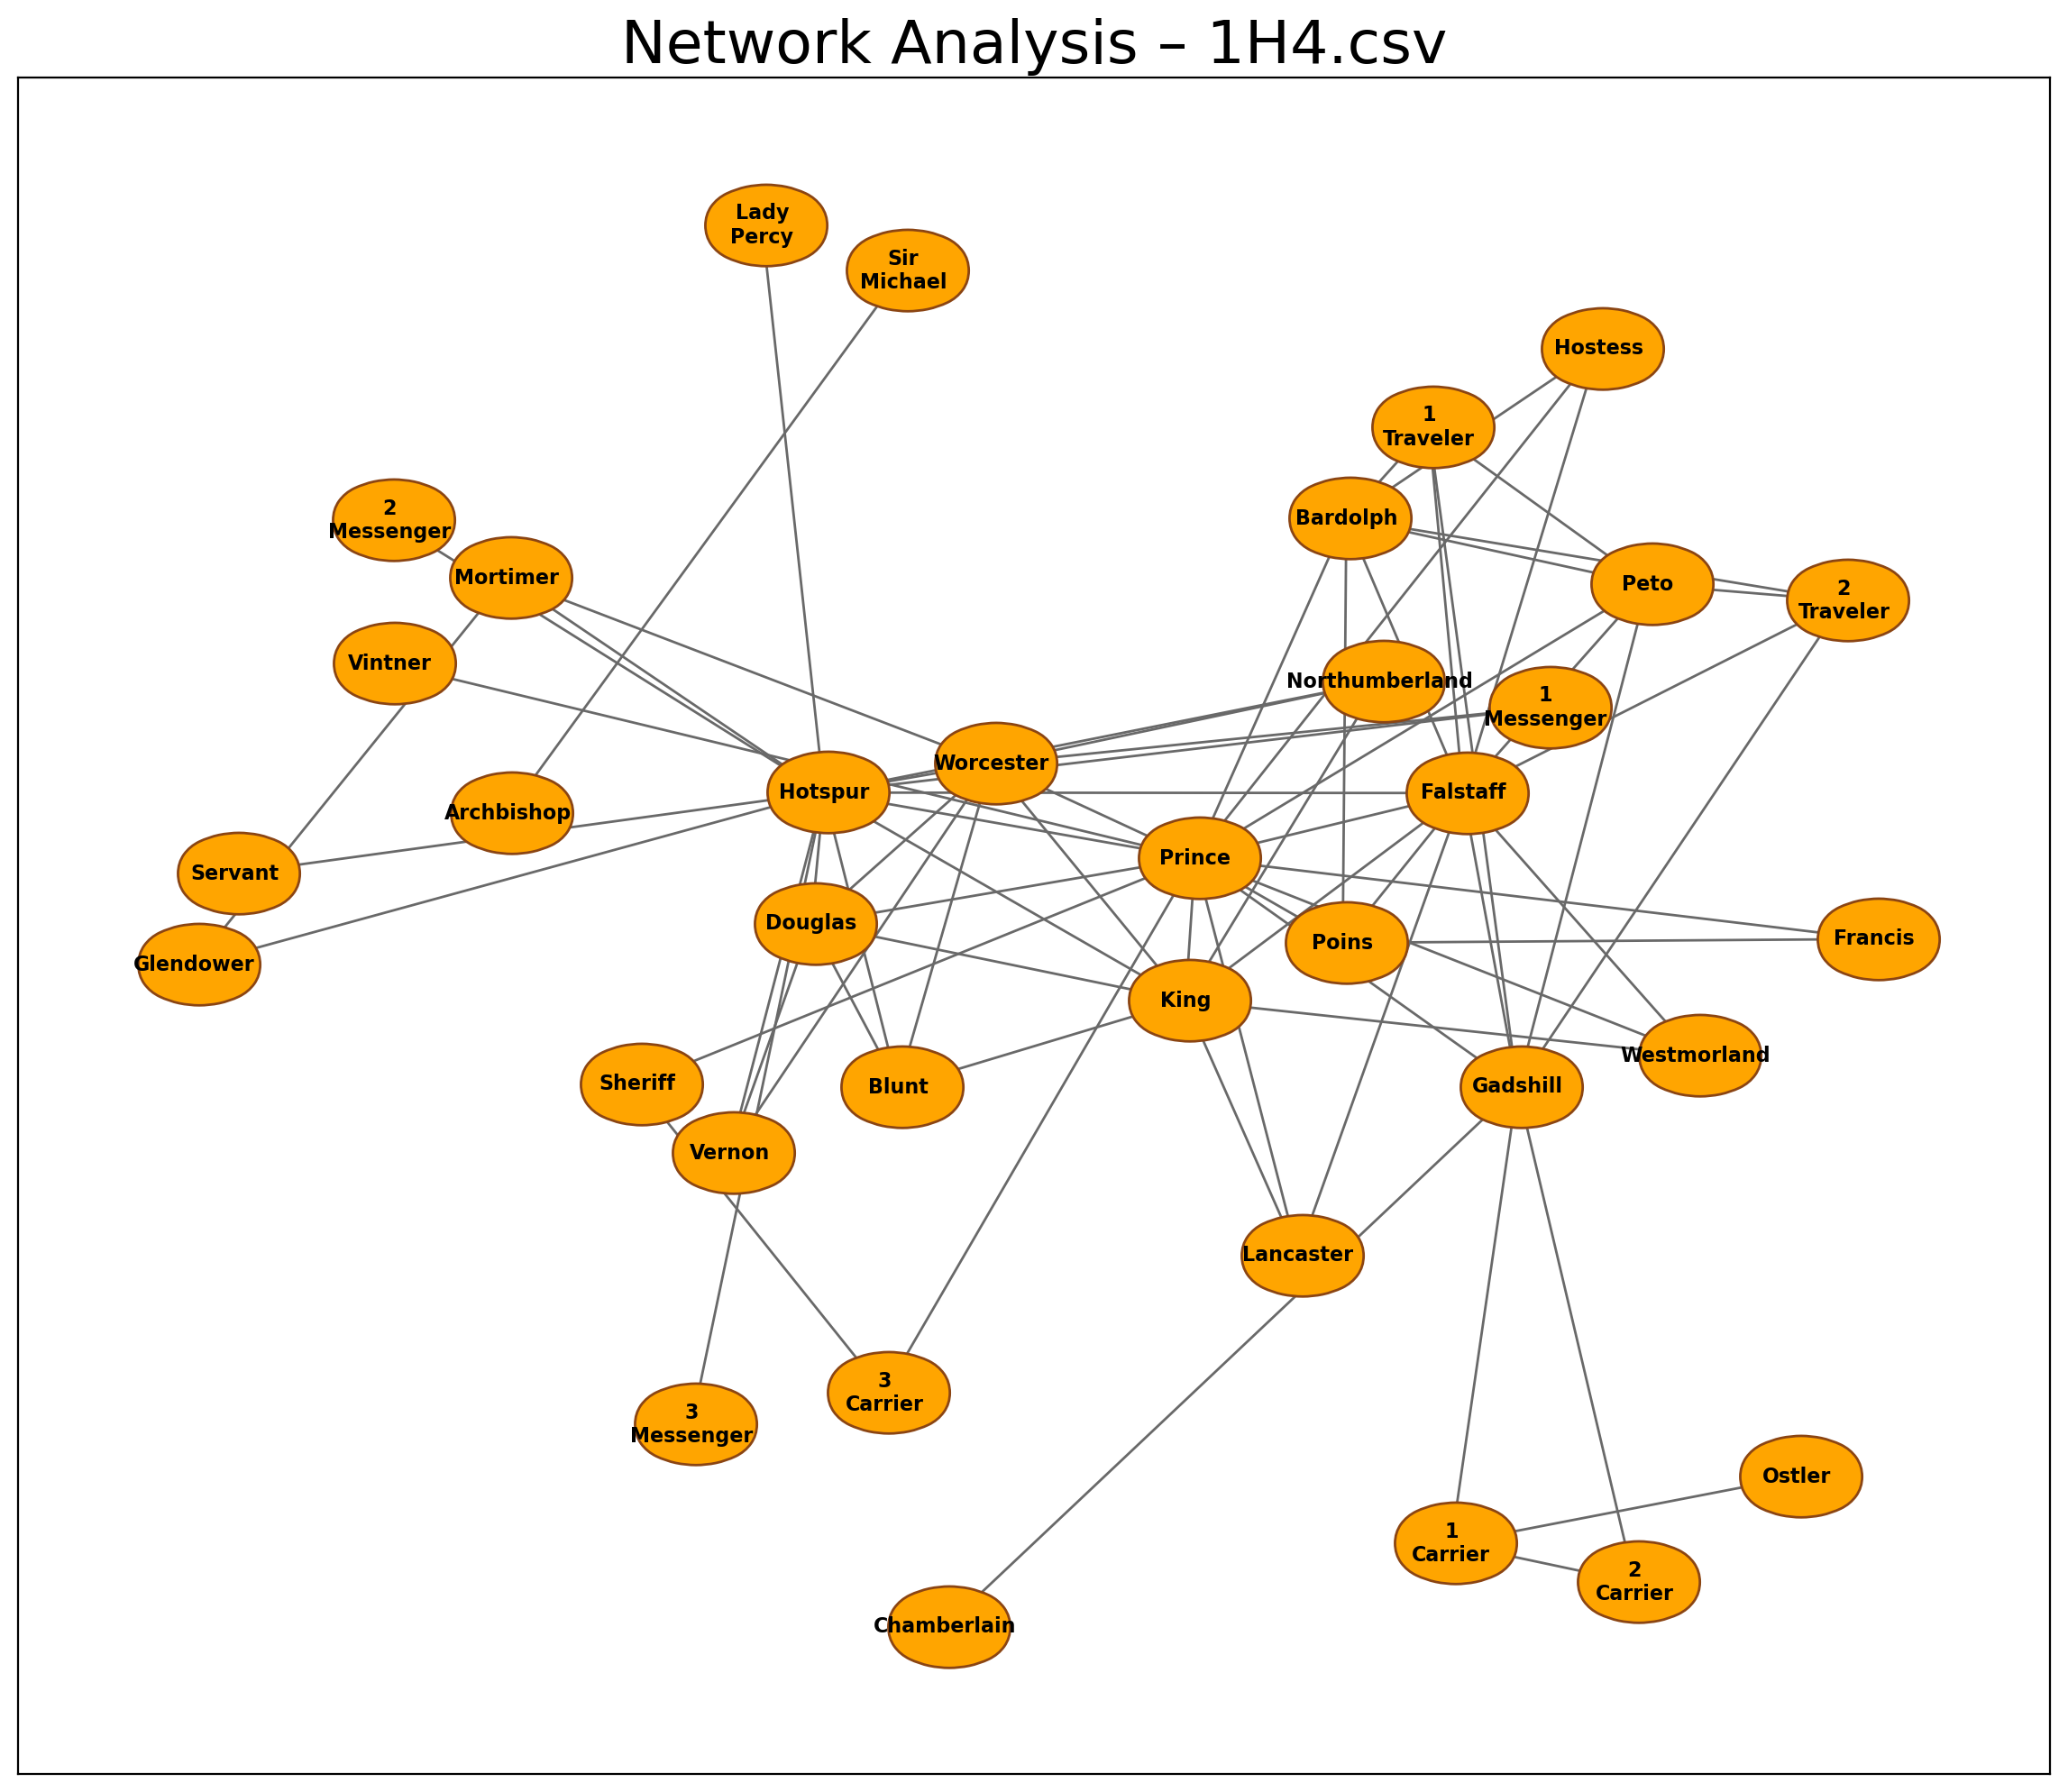 Network Analysis – 1H4.csv
Lady
Percy
Sir
Michael
Hostess
1
Traveler
2
Messenger
Bardolph
Mortimer
Peto
2
Traveler
Vintner
Northumberland
1
Messenger
Worcester
Hotspur
Falstaff
Archbishop
Prince
Servant
Douglas
Poins
Francis
Glendower
King
Westmorland
Sheriff
Blunt
Gadshill
Vernon
Lancaster
3
Carrier
3
Messenger
Ostler
1
Carrier
2
Carrier
Chamberlain